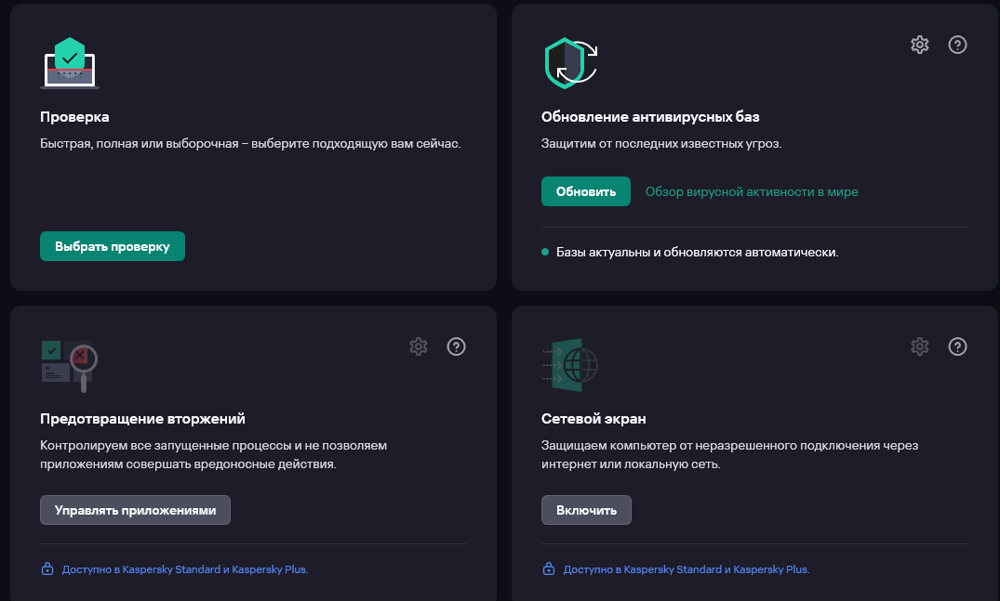 Проверка
Быстрая, полная или выборочная – выберите подходящую вам сейчас.
Выбрать проверку
Обновление антивирусных баз
Защитим от последних известных угроз.
Обновить
Обзор вирусной активности в мире
Базы актуальны и обновляются автоматически.
Предотвращение вторжений
Контролируем все запущенные процессы и не позволяем
приложениям совершать вредоносные действия.
Управлять приложениями
Доступно в Kaspersky Standard и Kaspersky Plus.
Сетевой экран
Защищаем компьютер от неразрешенного подключения через
интернет или локальную сеть.
Включить
Доступно в Kaspersky Standard и Kaspersky Plus.